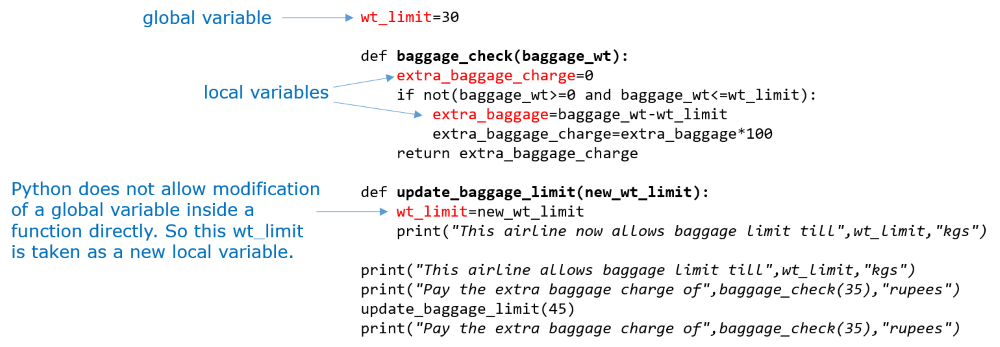 global variable
wt_limit=30
def baggage_check(baggage_wt):
extra_baggage_charge=0
local variables
if not(baggage_wt>=0 and baggage_wt<=wt_limit):
extra_baggage=baggage_wt-wt_limit
extra_baggage_charge=extra_baggage*100
return extra_baggage_charge
Python does not allow modification
of a global variable inside a
function directly. So this wt_limit
is taken as a new local variable.
def update_baggage_limit(new_wt_limit):
wt_limit=new_wt_limit
print("This airline now allows baggage limit till",wt_limit,"kgs")
print("This airline allows baggage limit till",wt_limit,"kgs")
print("Pay the extra baggage charge of",baggage_check(35),"rupees")
update_baggage_limit(45)
print("Pay the extra baggage charge of",baggage_check(35),"rupees")